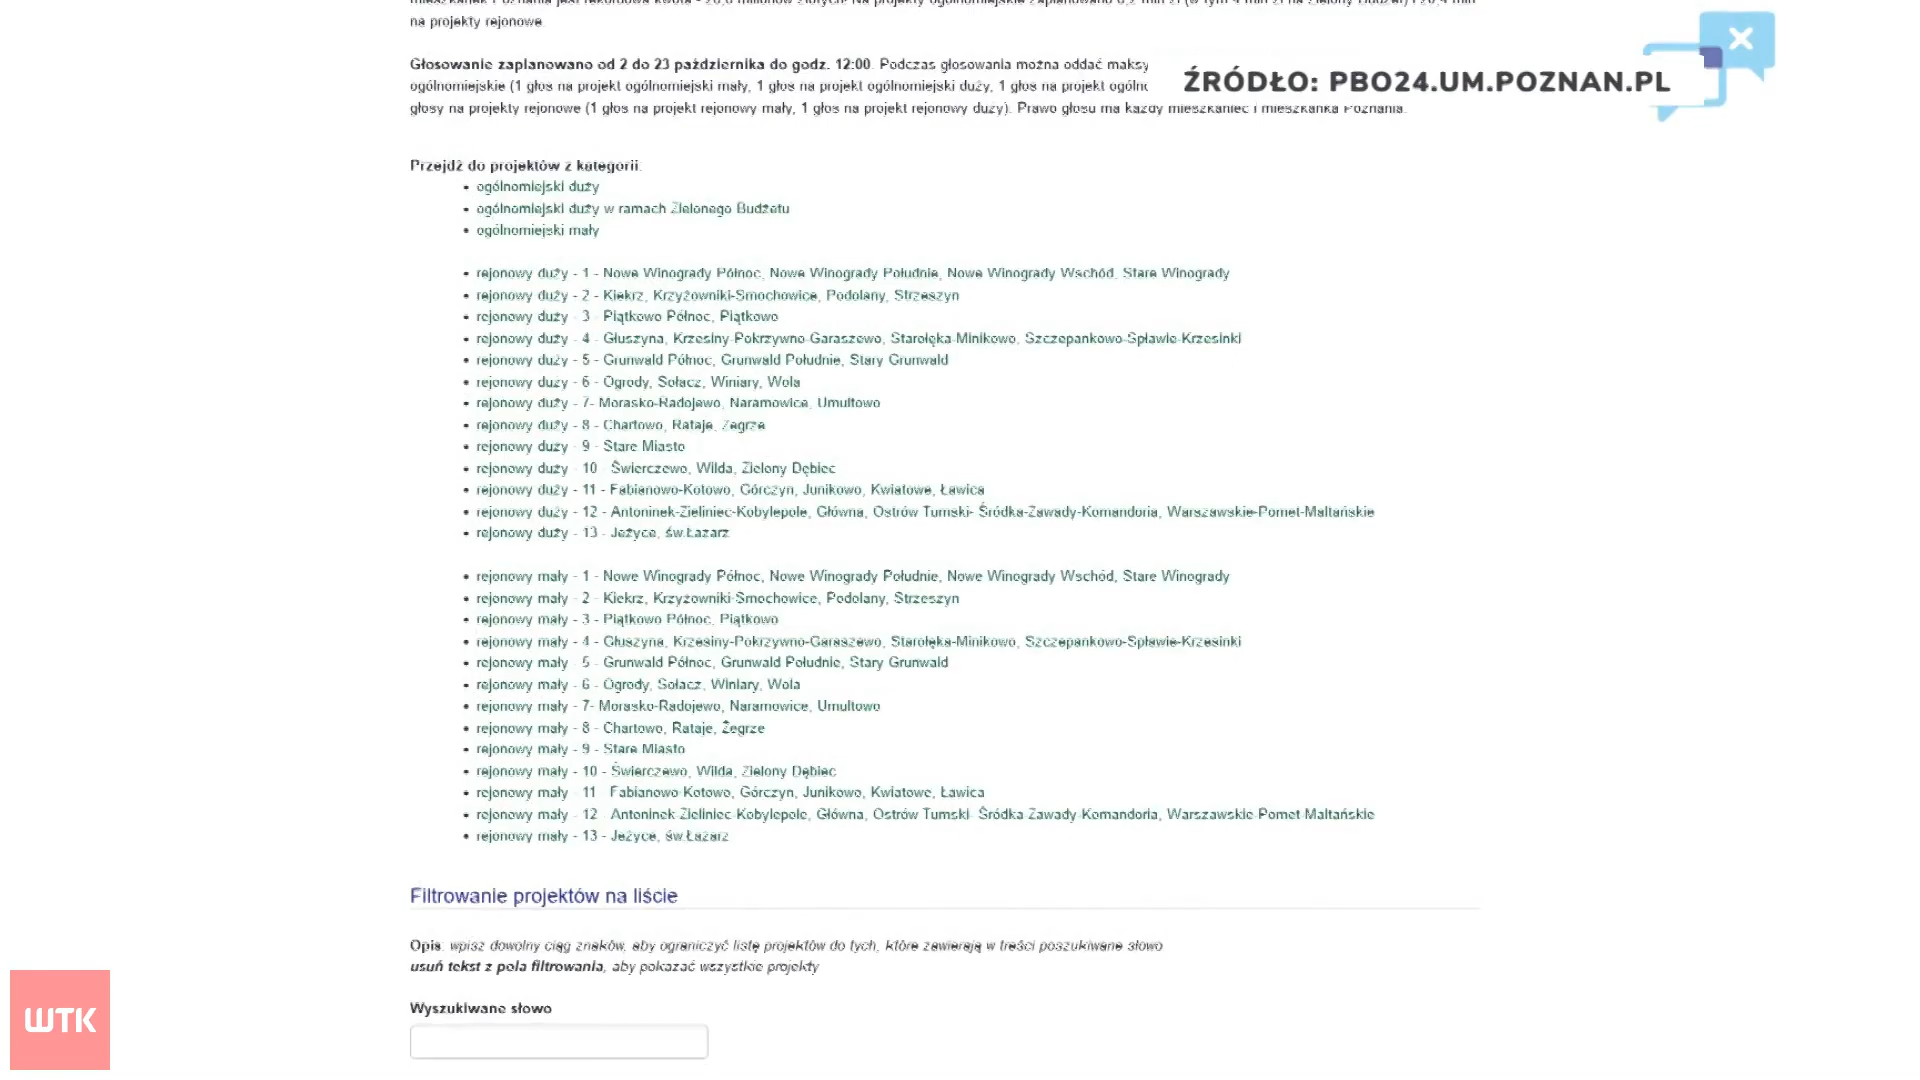 na projekty rejonowe
ŹRÓDŁO: PBO24.UM.POZNAN.PL
Głosowanie zaplanowano od 2 do 23 października do godz. 12:00. Podczas głosowania można oddać maksy
ogólnomiejskie (1 głos na projekt ogólnomiejski mały, 1 głos na projekt ogólnomiejski duży, 1 głos na projekt ogólno
głosy na projekty rejonowe (1 głos na projekt rejonowy mały, 1 głos na projekt rejonowy duży). Prawo głosu ma każdy mieszkaniec i mieszkanka Poznania.
Przejdź do projektów z kategorii:
• ogólnomiejski duży
• ogólnomiejski duży w ramach Zielonego Budżetu
• ogólnomiejski mały
• rejonowy duży - 1 - Nowe Winogrady Północ, Nowe Winogrady Południe, Nowe Winogrady Wschód, Stare Winogrady
• rejonowy duży - 2 - Kiekrz, Krzyżowniki-Smochowice, Podolany, Strzeszyn
• rejonowy duży - 3 - Piątkowo Północ, Piątkowo
• rejonowy duży - 4 - Głuszyna, Krzesiny-Pokrzywno-Garaszewo, Starołęka-Minikowo, Szczepankowo-Spławie-Krzesinki
• rejonowy duży - 5 - Grunwald Północ, Grunwald Południe, Stary Grunwald
• rejonowy duży - 6 - Ogrody, Sołacz, Winiary, Wola
• rejonowy duży - 7- Morasko-Radojewo, Naramowice, Umultowo
• rejonowy duży - 8 - Chartowo, Rataje, Żegrze
• rejonowy duży - 9 - Stare Miasto
• rejonowy duży - 10 - Świerczewo, Wilda, Zielony Dębiec
• rejonowy duży - 11 - Fabianowo-Kotowo, Górczyn, Junikowo, Kwiatowe, Ławica
• rejonowy duży - 12 - Antoninek-Zieliniec-Kobylepole, Główna, Ostrów Tumski- Śródka-Zawady-Komandoria, Warszawskie-Pomet-Maltańskie
• rejonowy duży - 13 - Jeżyce, św.Łazarz
• rejonowy mały - 1 - Nowe Winogrady Północ, Nowe Winogrady Południe, Nowe Winogrady Wschód, Stare Winogrady
• rejonowy mały - 2 - Kiekrz, Krzyżowniki-Smochowice, Podolany, Strzeszyn
• rejonowy mały - 3 - Piątkowo Północ, Piątkowo
• rejonowy mały - 4 - Głuszyna, Krzesiny-Pokrzywno-Garaszewo, Starołęka-Minikowo, Szczepankowo-Spławie-Krzesinki
• rejonowy mały - 5 - Grunwald Północ, Grunwald Południe, Stary Grunwald
• rejonowy mały - 6 - Ogrody, Sołacz, Winiary, Wola
• rejonowy mały - 7- Morasko-Radojewo, Naramowice, Umultowo
• rejonowy mały - 8 - Chartowo, Rataje, Żegrze
• rejonowy mały - 9 - Stare Miasto
• rejonowy mały - 10 - Świerczewo, Wilda, Zielony Dębiec
• rejonowy mały - 11 - Fabianowo-Kotowo, Górczyn, Junikowo, Kwiatowe, Ławica
• rejonowy mały - 12 - Antoninek-Zieliniec-Kobylepole, Główna, Ostrów Tumski- Śródka-Zawady-Komandoria, Warszawskie-Pomet-Maltańskie
• rejonowy mały - 13 - Jeżyce, św.Łazarz
Filtrowanie projektów na liście
Opis: wpisz dowolny ciąg znaków, aby ograniczyć listę projektów do tych, które zawierają w treści poszukiwane słowo
usuń tekst z pola filtrowania, aby pokazać wszystkie projekty
Wyszukiwane słowo
WTK